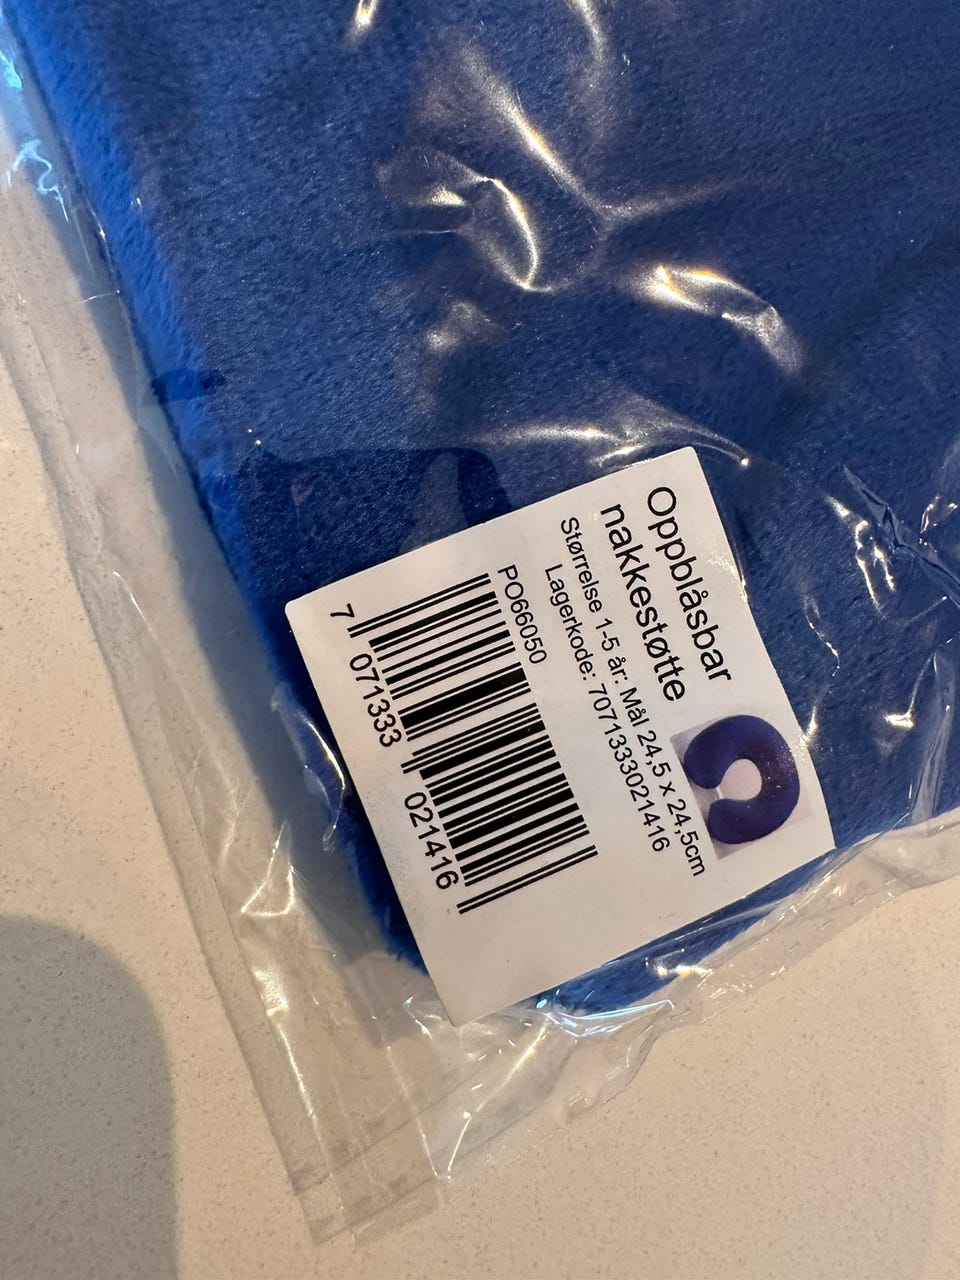 Oppblåsbar
nakkestøtte
Størrelse 1-5 år: Mål 24,5 x 24,5cm
Lagerkode: 7071333021416
PO66050
7 071333 021416